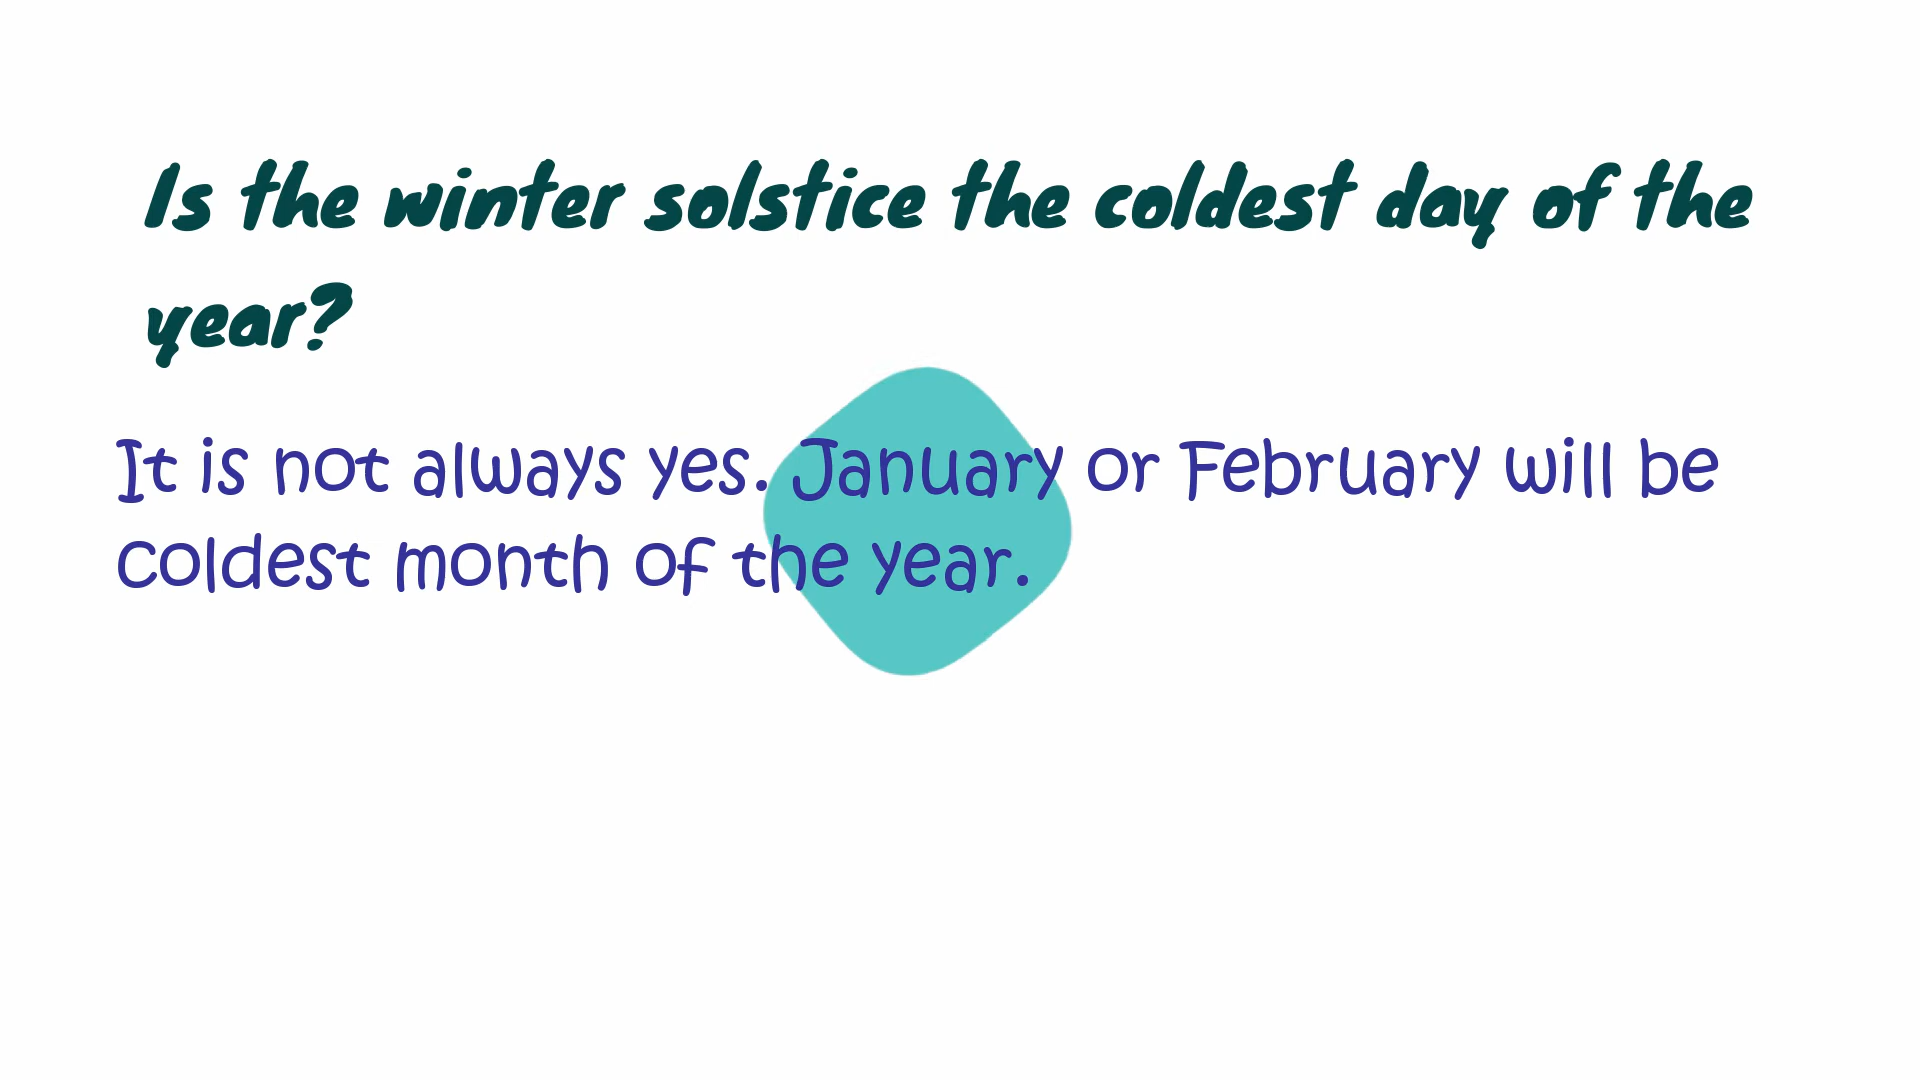 Is the winter solstice the coldest day of the
year?
It is not always yes. January or February will be
coldest month of the year.